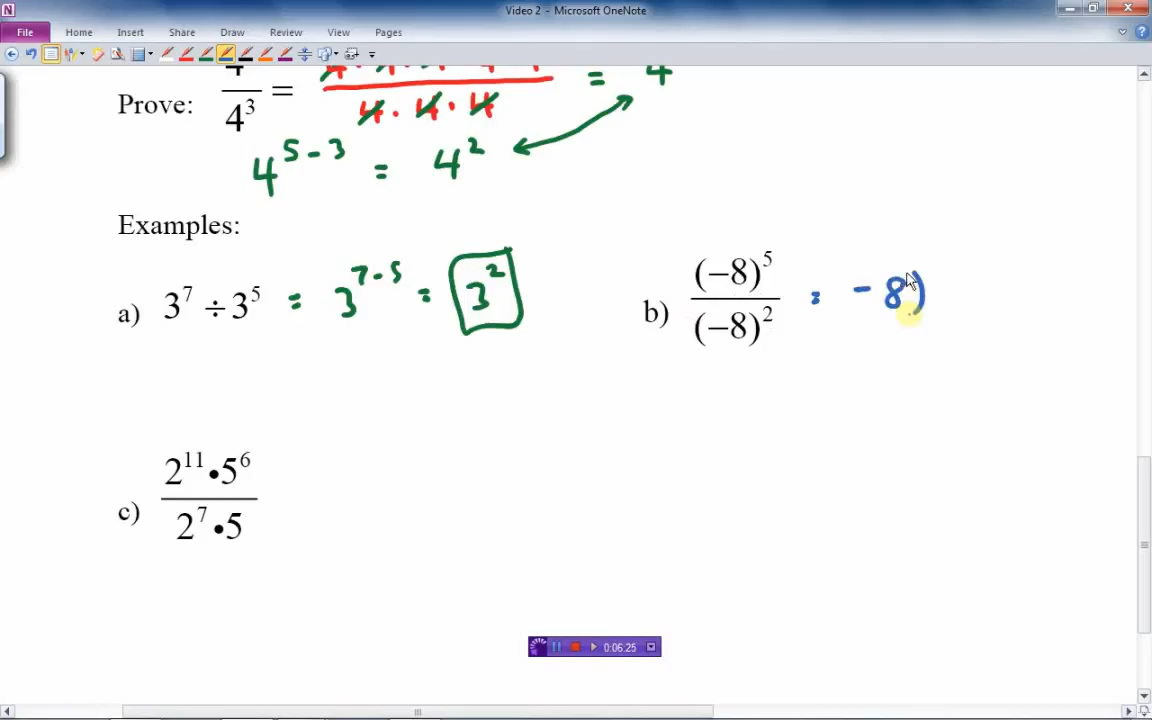 Video 2 - Microsoft OneNote
File Home Insert Share Draw Review View Pages
Prove: 4/4³ = 4 · 4 · 4 = 4
4⁵⁻³ = 4²
Examples:
a) 3⁷ ÷ 3⁵ = 3⁷⁻⁵ = 3²
b) (−8)⁵/(−8)² = -8)
c) 2¹¹•5⁶/2⁷•5
0:06:25